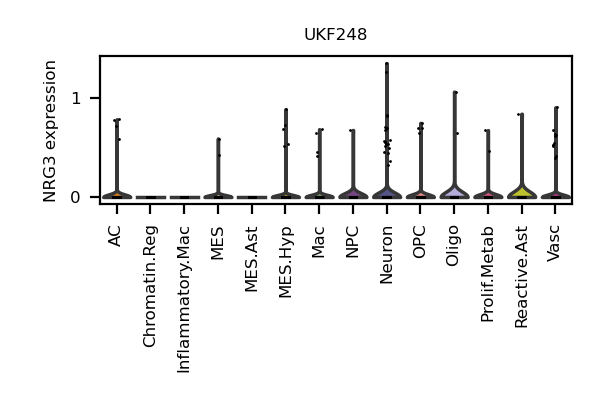 UKF248
NRG3 expression
1
0
AC
Chromatin.Reg
Inflammatory.Mac
MES
MES.Ast
MES.Hyp
Mac
NPC
Neuron
OPC
Oligo
Prolif.Metab
Reactive.Ast
Vasc